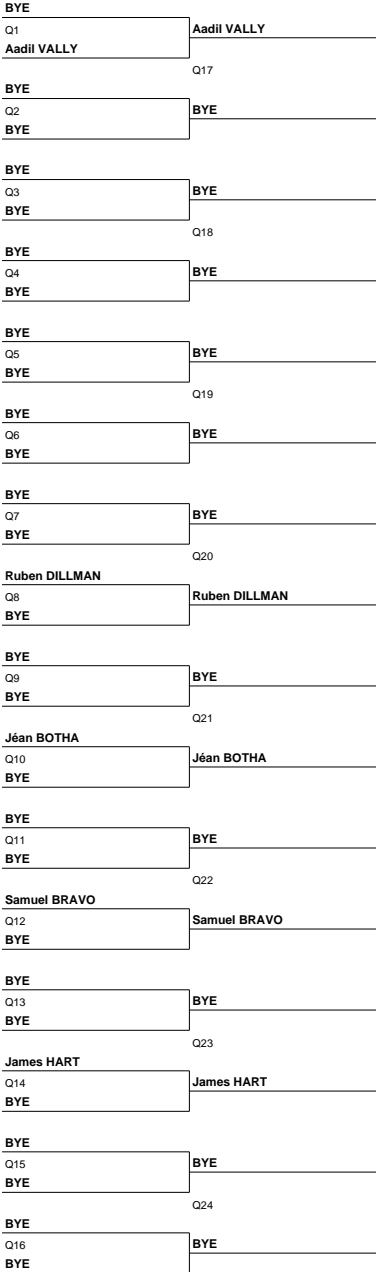 BYE
Q1
Aadil VALLY
Aadil VALLY
Q17
BYE
Q2
BYE
BYE
BYE
Q3
BYE
BYE
Q18
BYE
Q4
BYE
BYE
BYE
Q5
BYE
BYE
Q19
BYE
Q6
BYE
BYE
BYE
Q7
BYE
BYE
Q20
Ruben DILLMAN
Q8
Ruben DILLMAN
BYE
BYE
Q9
BYE
BYE
Q21
Jéan BOTHA
Q10
Jéan BOTHA
BYE
BYE
Q11
BYE
BYE
Q22
Samuel BRAVO
Q12
Samuel BRAVO
BYE
BYE
Q13
BYE
BYE
Q23
James HART
Q14
James HART
BYE
BYE
Q15
BYE
BYE
Q24
BYE
Q16
BYE
BYE